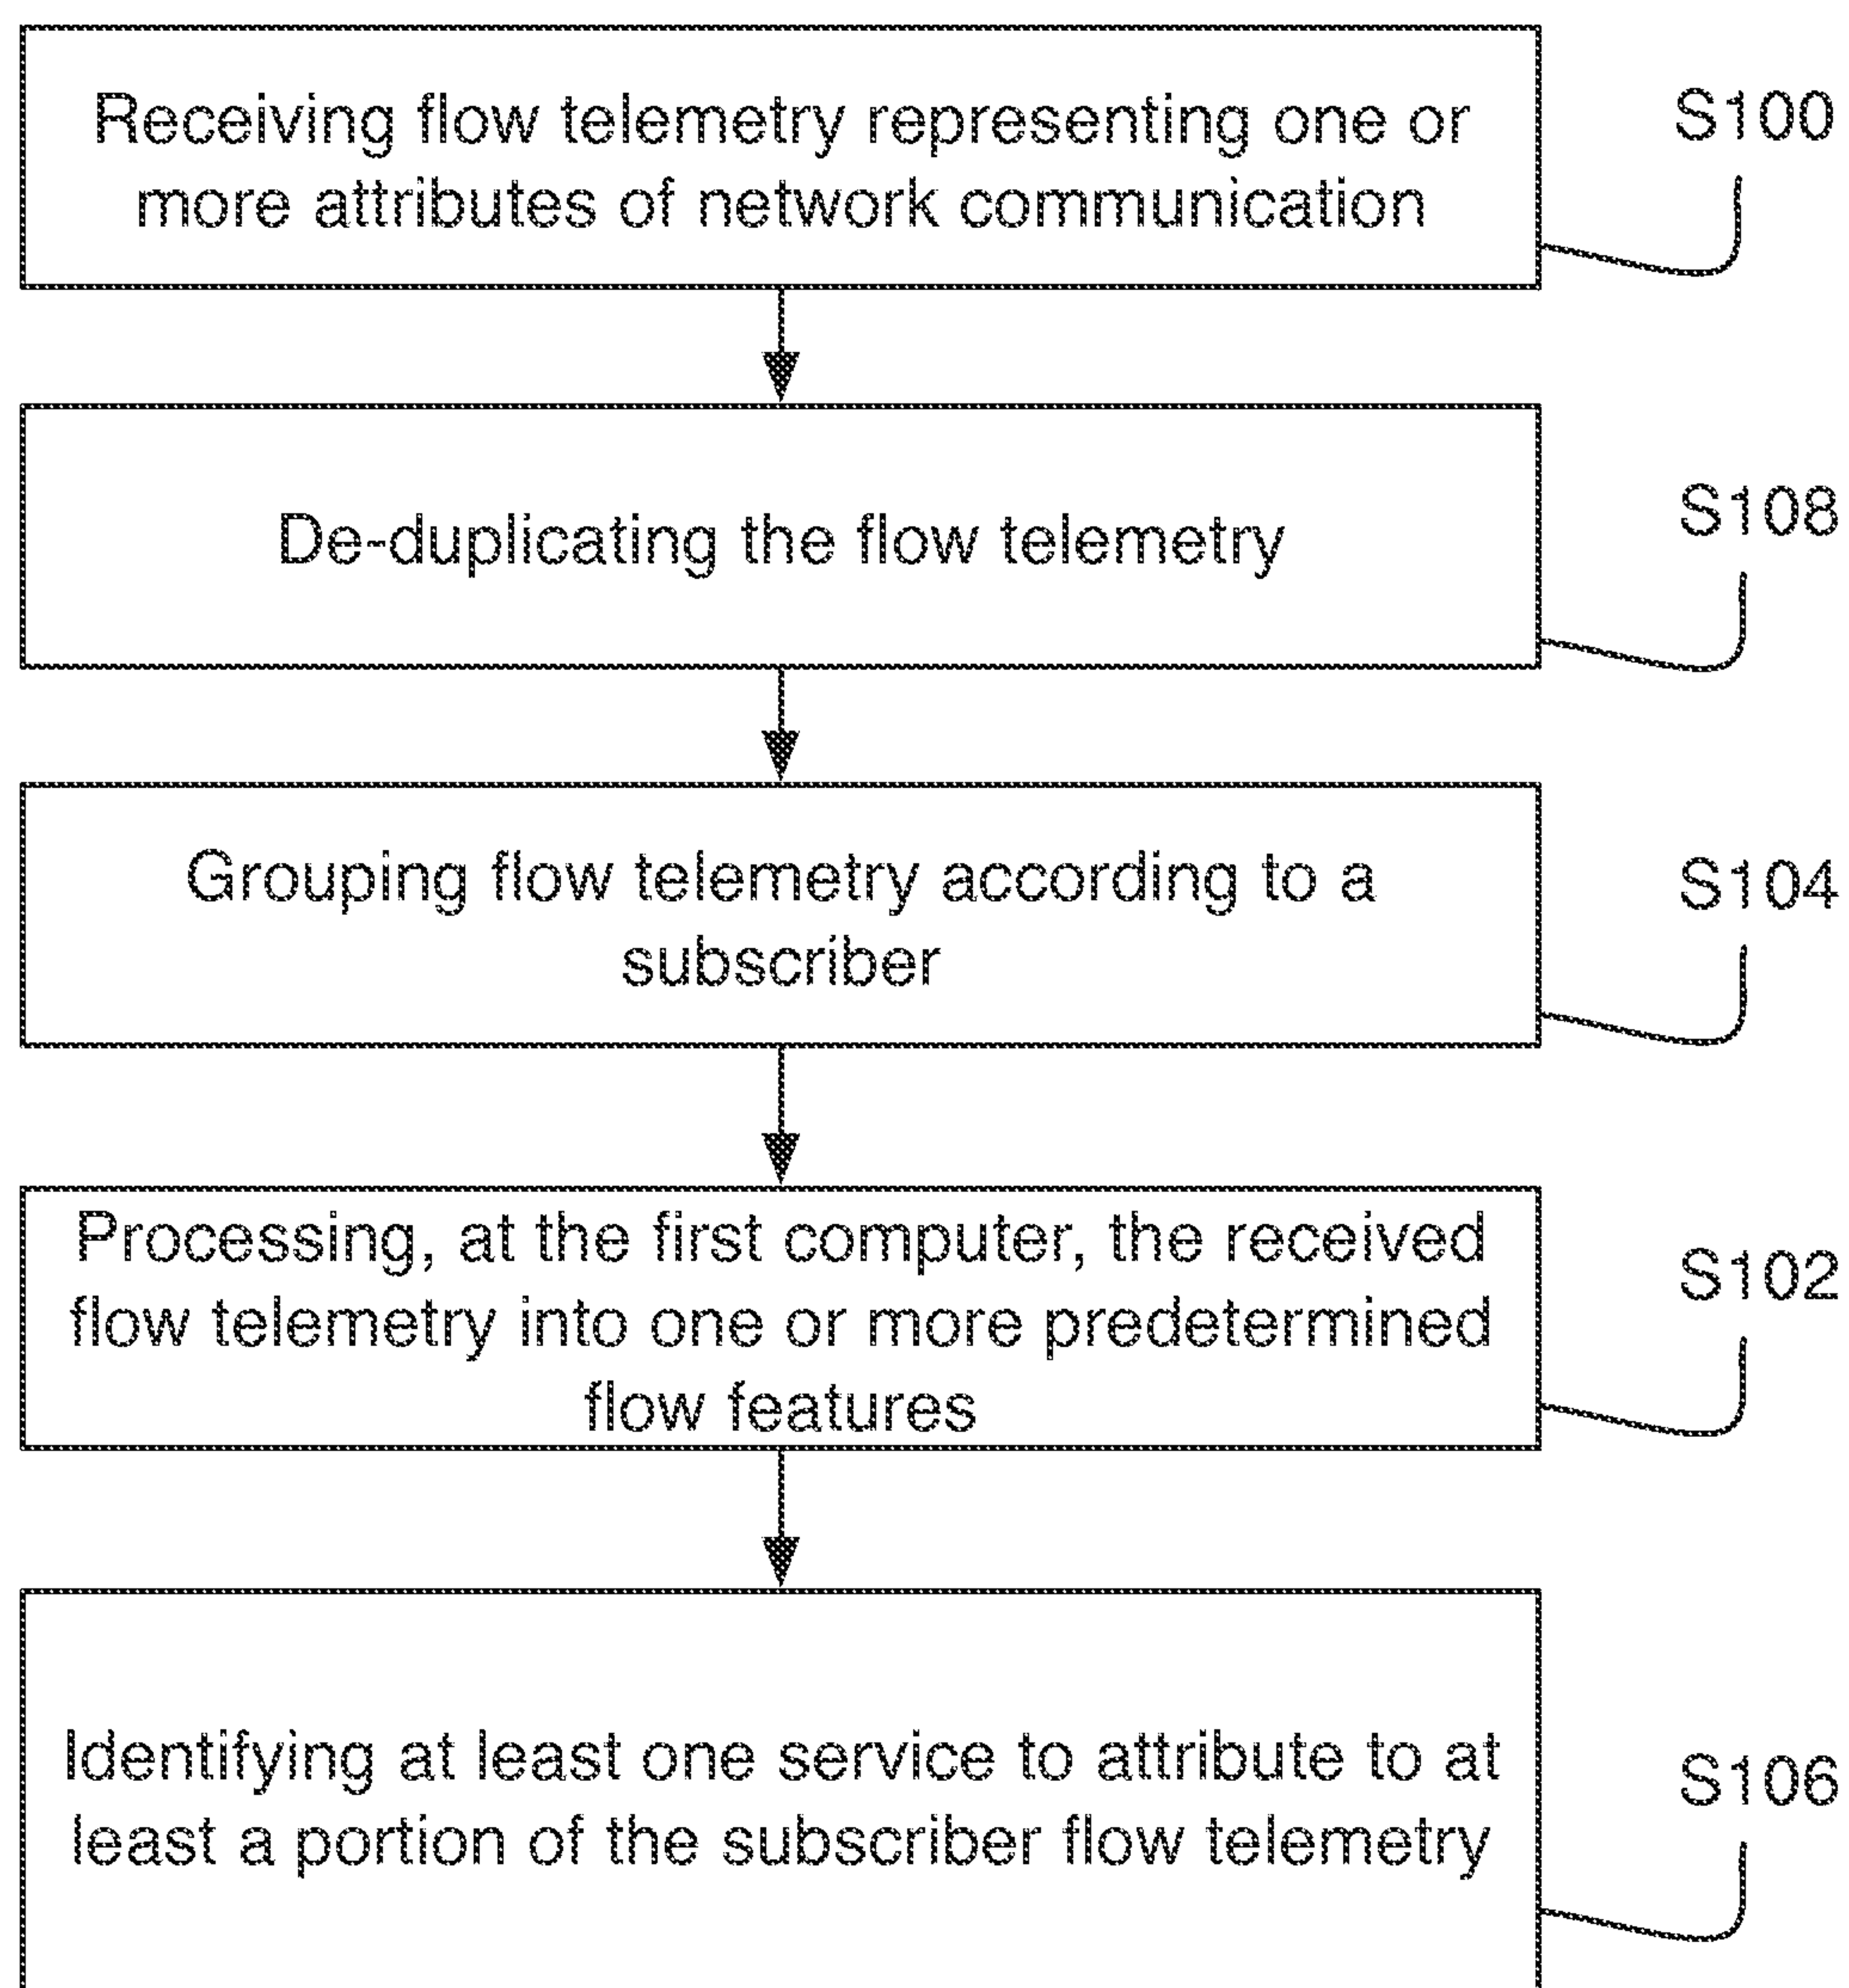 Receiving flow telemetry representing one or
more attributes of network communication
S100
De-duplicating the flow telemetry
S108
Grouping flow telemetry according to a
subscriber
S104
Processing, at the first computer, the received
flow telemetry into one or more predetermined
flow features
S102
Identifying at least one service to attribute to at
least a portion of the subscriber flow telemetry
S106